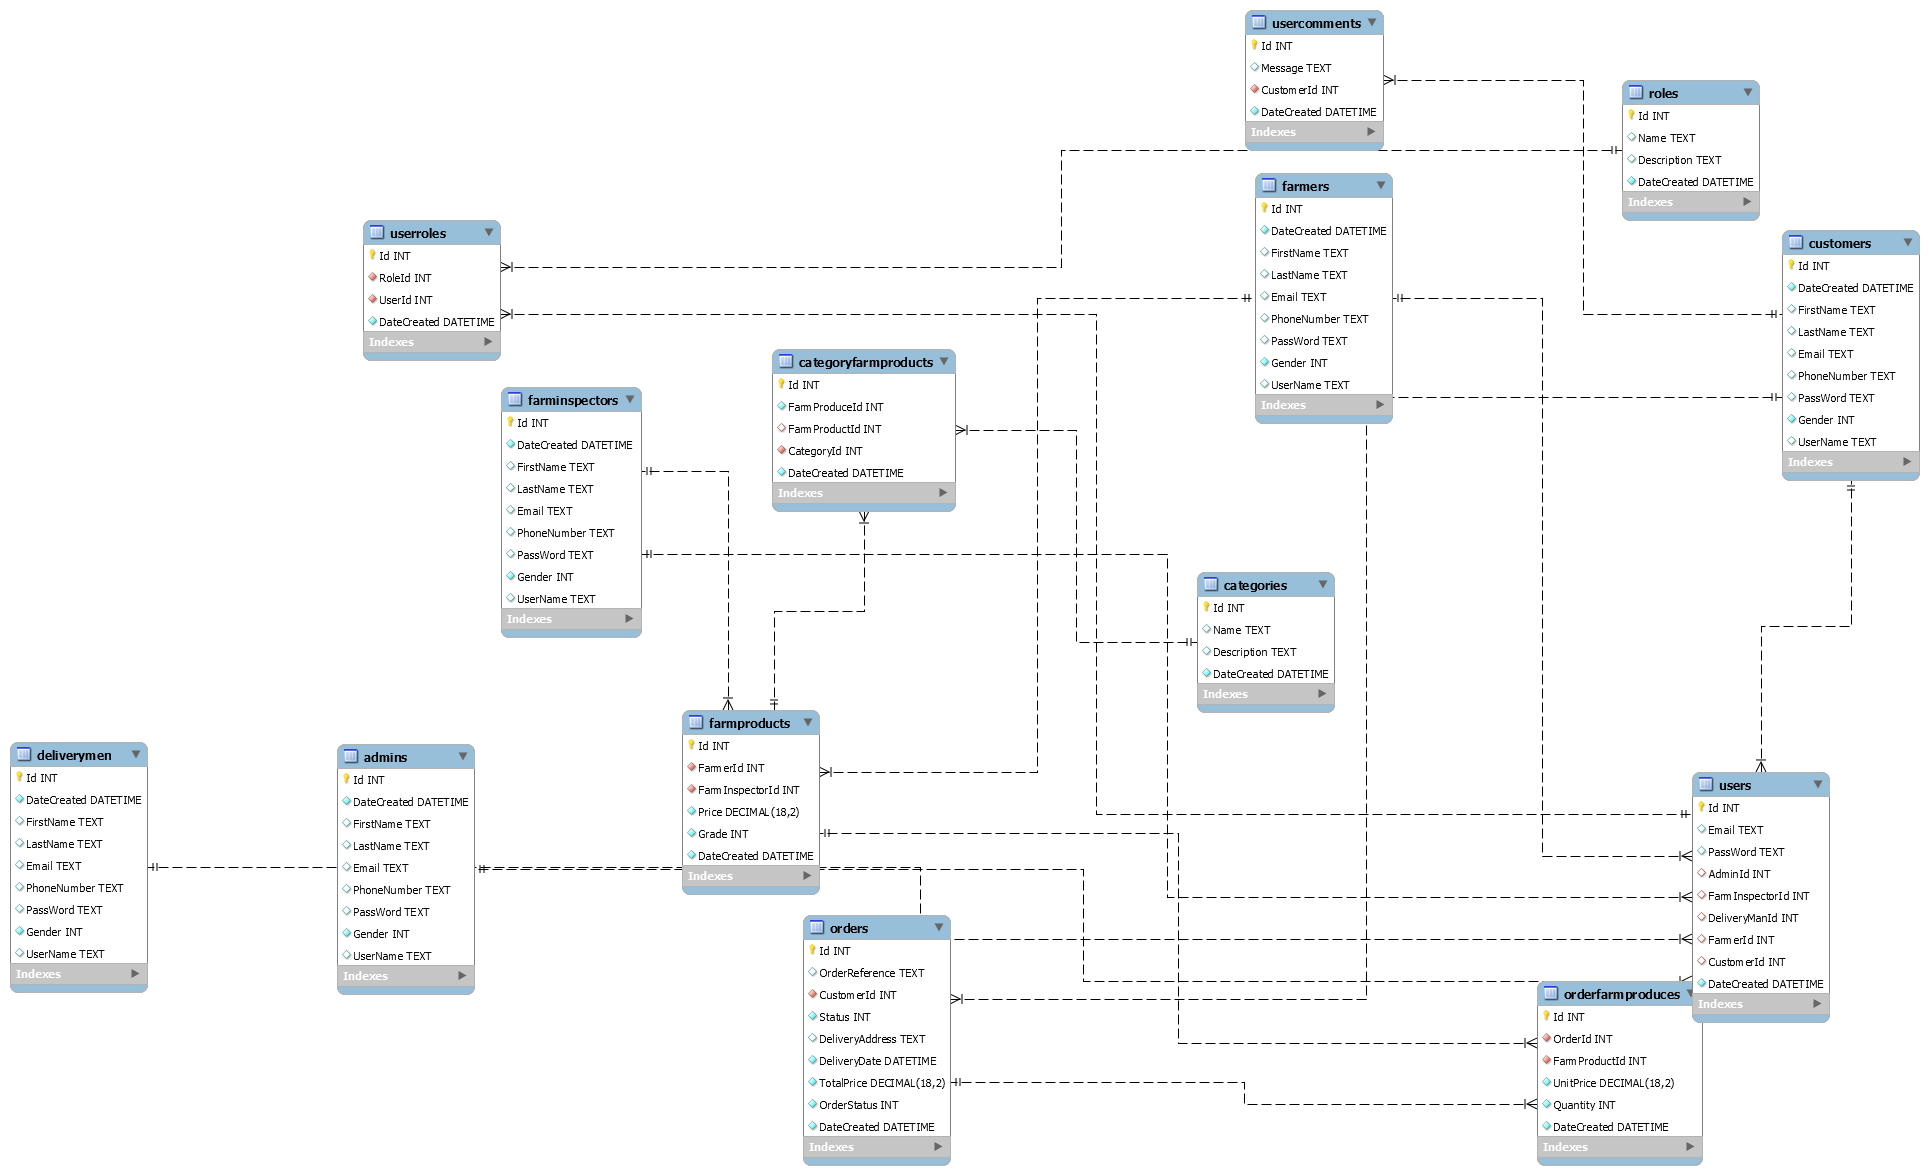 usercomments
Id INT
Message TEXT
CustomerId INT
DateCreated DATETIME
Indexes
roles
Id INT
Name TEXT
Description TEXT
DateCreated DATETIME
Indexes
farmers
Id INT
DateCreated DATETIME
FirstName TEXT
LastName TEXT
Email TEXT
PhoneNumber TEXT
PassWord TEXT
Gender INT
UserName TEXT
Indexes
userroles
Id INT
RoleId INT
UserId INT
DateCreated DATETIME
Indexes
customers
Id INT
DateCreated DATETIME
FirstName TEXT
LastName TEXT
Email TEXT
PhoneNumber TEXT
PassWord TEXT
Gender INT
UserName TEXT
Indexes
categoryfarmproducts
Id INT
FarmProduceId INT
FarmProductId INT
CategoryId INT
DateCreated DATETIME
Indexes
farminspectors
Id INT
DateCreated DATETIME
FirstName TEXT
LastName TEXT
Email TEXT
PhoneNumber TEXT
PassWord TEXT
Gender INT
UserName TEXT
Indexes
categories
Id INT
Name TEXT
Description TEXT
DateCreated DATETIME
Indexes
farmproducts
Id INT
FarmerId INT
FarmInspectorId INT
Price DECIMAL(18,2)
Grade INT
DateCreated DATETIME
Indexes
deliverymen
Id INT
DateCreated DATETIME
FirstName TEXT
LastName TEXT
Email TEXT
PhoneNumber TEXT
PassWord TEXT
Gender INT
UserName TEXT
Indexes
admins
Id INT
DateCreated DATETIME
FirstName TEXT
LastName TEXT
Email TEXT
PhoneNumber TEXT
PassWord TEXT
Gender INT
UserName TEXT
Indexes
users
Id INT
Email TEXT
PassWord TEXT
AdminId INT
FarmInspectorId INT
DeliveryManId INT
FarmerId INT
CustomerId INT
DateCreated DATETIME
Indexes
orders
Id INT
OrderReference TEXT
CustomerId INT
Status INT
DeliveryAddress TEXT
DeliveryDate DATETIME
TotalPrice DECIMAL(18,2)
OrderStatus INT
DateCreated DATETIME
Indexes
orderfarmproduces
Id INT
OrderId INT
FarmProductId INT
UnitPrice DECIMAL(18,2)
Quantity INT
DateCreated DATETIME
Indexes